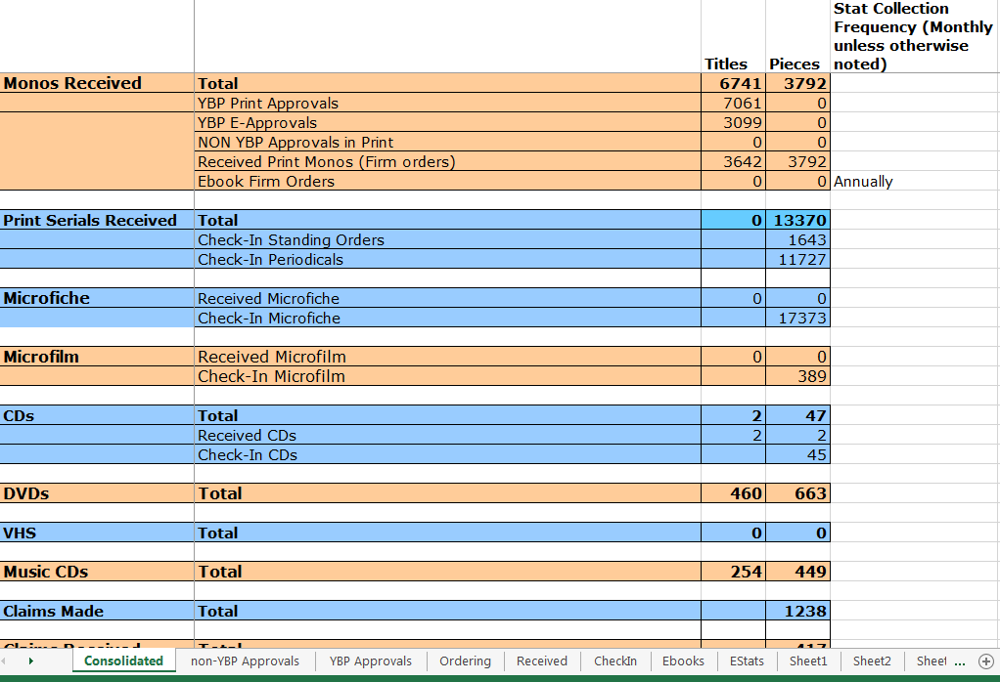 Stat Collection
Frequency (Monthly
unless otherwise
Titles Pieces noted)
Monos Received Total 6741 3792
YBP Print Approvals 7061 0
YBP E-Approvals 3099 0
NON YBP Approvals in Print 0 0
Received Print Monos (Firm orders) 3642 3792
Ebook Firm Orders 0 0 Annually
Print Serials Received Total 0 13370
Check-In Standing Orders 1643
Check-In Periodicals 11727
Microfiche Received Microfiche 0 0
Check-In Microfiche 17373
Microfilm Received Microfilm 0 0
Check-In Microfilm 389
CDs Total 2 47
Received CDs 2 2
Check-In CDs 45
DVDs Total 460 663
VHS Total 0 0
Music CDs Total 254 449
Claims Made Total 1238
Claims Received Total 417
Consolidated non-YBP Approvals YBP Approvals Ordering Received CheckIn Ebooks EStats Sheet1 Sheet2 Sheet ...